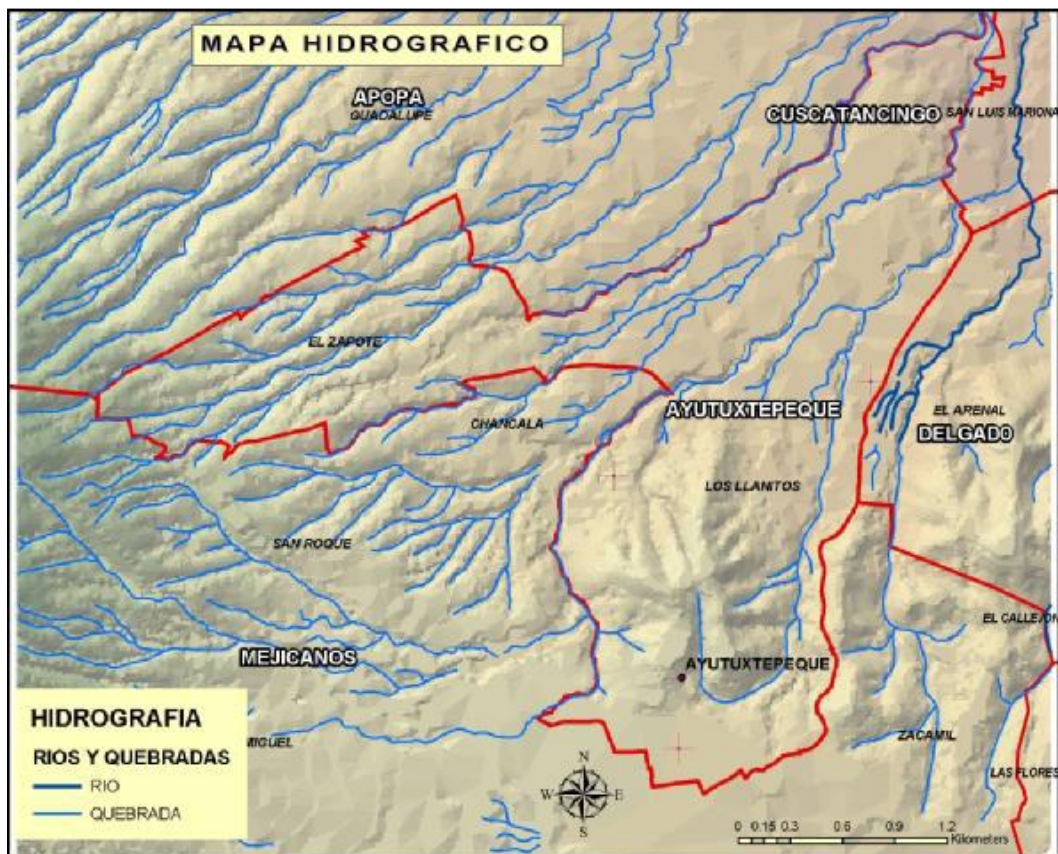 MAPA HIDROGRAFICO
APOPA
GUADALUPE
CUSCATANCINGO
SAN LUIS MARIONA
EL ZAPOTE
CHANCALA
AYUTUXTEPEQUE
EL ARENAL
DELGADO
LOS LLANITOS
SAN ROQUE
EL CALLEJON
MEJICANOS
AYUTUXTEPEQUE
HIDROGRAFIA
RIOS Y QUEBRADAS
RIO
QUEBRADA
MIGUEL
ZACAMIL
LAS FLORES
N
W E
S
0 0.15 0.3 0.6 0.9 1.2
Kilometers